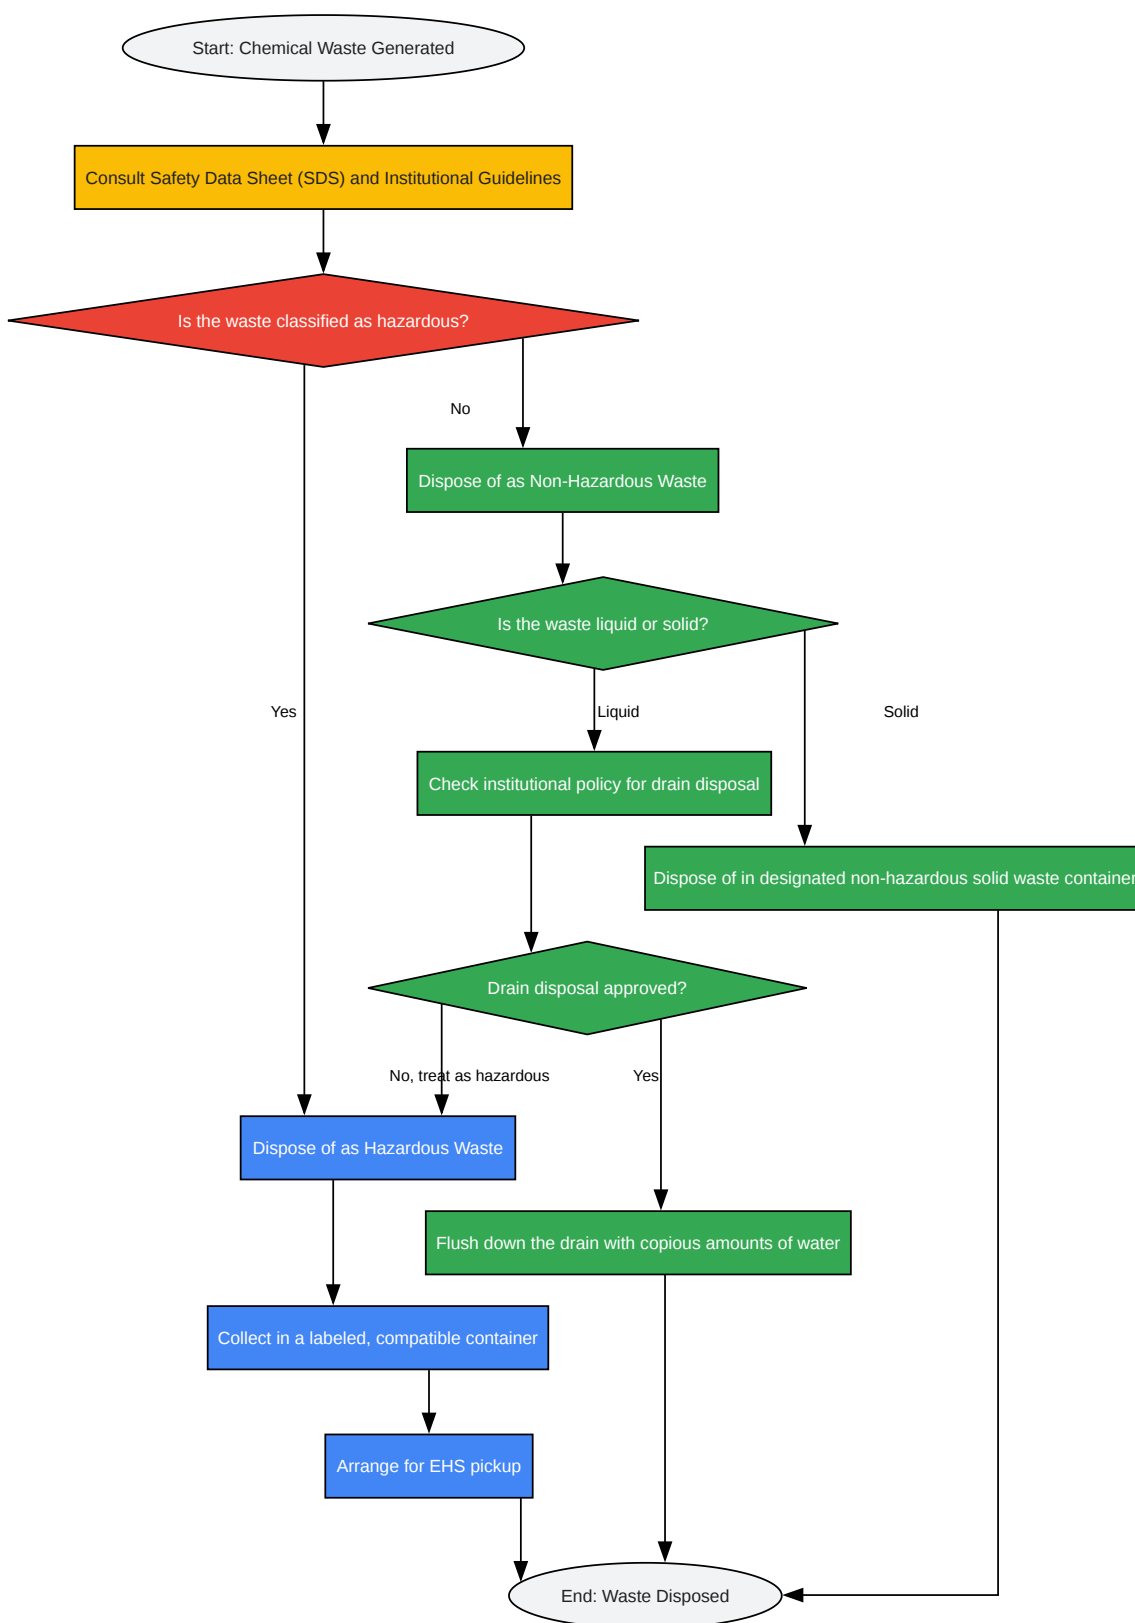 Start: Chemical Waste Generated
Consult Safety Data Sheet (SDS) and Institutional Guidelines
Is the waste classified as hazardous?
No
Dispose of as Non-Hazardous Waste
Is the waste liquid or solid?
Yes
Liquid
Solid
Check institutional policy for drain disposal
Dispose of in designated non-hazardous solid waste container
Drain disposal approved?
No, treat as hazardous
Yes
Dispose of as Hazardous Waste
Flush down the drain with copious amounts of water
Collect in a labeled, compatible container
Arrange for EHS pickup
End: Waste Disposed